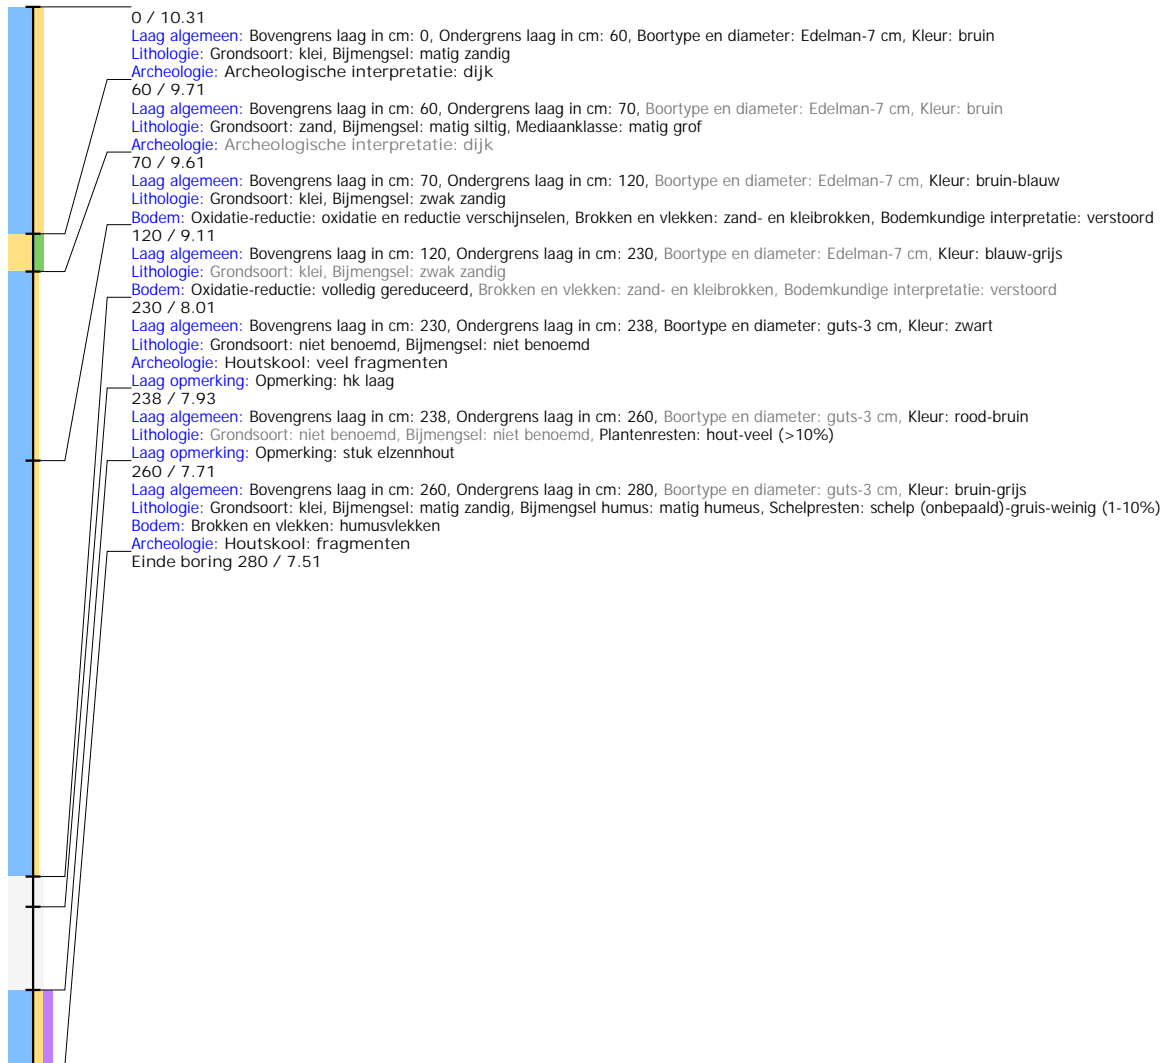 0 / 10.31
Laag algemeen: Bovengrens laag in cm: 0, Ondergrens laag in cm: 60, Boortype en diameter: Edelman-7 cm, Kleur: bruin
Lithologie: Grondsoort: klei, Bijmengsel: matig zandig
Archeologie: Archeologische interpretatie: dijk
60 / 9.71
Laag algemeen: Bovengrens laag in cm: 60, Ondergrens laag in cm: 70, Boortype en diameter: Edelman-7 cm, Kleur: bruin
Lithologie: Grondsoort: zand, Bijmengsel: matig siltig, Mediaanklasse: matig grof
Archeologie: Archeologische interpretatie: dijk
70 / 9.61
Laag algemeen: Bovengrens laag in cm: 70, Ondergrens laag in cm: 120, Boortype en diameter: Edelman-7 cm, Kleur: bruin-blauw
Lithologie: Grondsoort: klei, Bijmengsel: zwak zandig
Bodem: Oxidatie-reductie: oxidatie en reductie verschijnselen, Brokken en vlekken: zand- en kleibrokken, Bodemkundige interpretatie: verstoord
120 / 9.11
Laag algemeen: Bovengrens laag in cm: 120, Ondergrens laag in cm: 230, Boortype en diameter: Edelman-7 cm, Kleur: blauw-grijs
Lithologie: Grondsoort: klei, Bijmengsel: zwak zandig
Bodem: Oxidatie-reductie: volledig gereduceerd, Brokken en vlekken: zand- en kleibrokken, Bodemkundige interpretatie: verstoord
230 / 8.01
Laag algemeen: Bovengrens laag in cm: 230, Ondergrens laag in cm: 238, Boortype en diameter: guts-3 cm, Kleur: zwart
Lithologie: Grondsoort: niet benoemd, Bijmengsel: niet benoemd
Archeologie: Houtskool: veel fragmenten
Laag opmerking: Opmerking: hk laag
238 / 7.93
Laag algemeen: Bovengrens laag in cm: 238, Ondergrens laag in cm: 260, Boortype en diameter: guts-3 cm, Kleur: rood-bruin
Lithologie: Grondsoort: niet benoemd, Bijmengsel: niet benoemd, Plantenresten: hout-veel (>10%)
Laag opmerking: Opmerking: stuk elzennhout
260 / 7.71
Laag algemeen: Bovengrens laag in cm: 260, Ondergrens laag in cm: 280, Boortype en diameter: guts-3 cm, Kleur: bruin-grijs
Lithologie: Grondsoort: klei, Bijmengsel: matig zandig, Bijmengsel humus: matig humeus, Schelpresten: schelp (onbepaald)-gruis-weinig (1-10%)
Bodem: Brokken en vlekken: humusvlekken
Archeologie: Houtskool: fragmenten
Einde boring 280 / 7.51